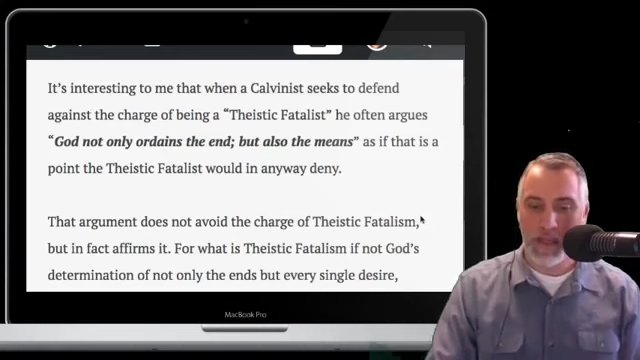 It's interesting to me that when a Calvinist seeks to defend
against the charge of being a “Theistic Fatalist” he often argues
“God not only ordains the end; but also the means” as if that is a
point the Theistic Fatalist would in anyway deny.
That argument does not avoid the charge of Theistic Fatalism,
but in fact affirms it. For what is Theistic Fatalism if not God's
determination of not only the ends but every single desire,
MacBook Pro